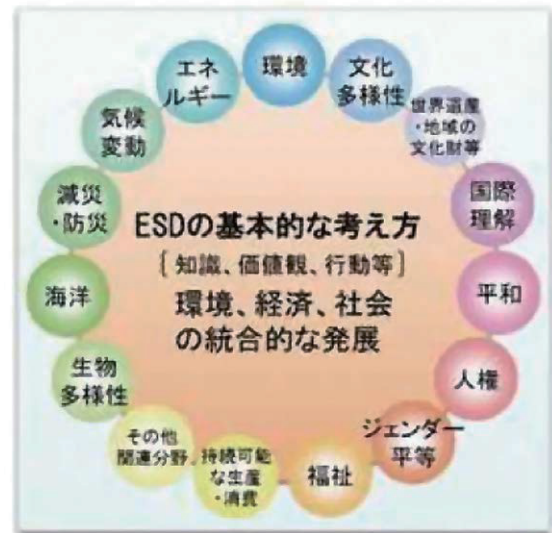 環境
文化
多様性
世界遺産
・地域の
文化財等
国際
理解
平和
人権
ジェンダー
平等
福祉
持続可能
な生産
・消費
その他
関連分野
生物
多様性
海洋
減災
・防災
気候
変動
エネ
ルギー
ESDの基本的な考え方
[知識、価値観、行動等]
環境、経済、社会
の統合的な発展